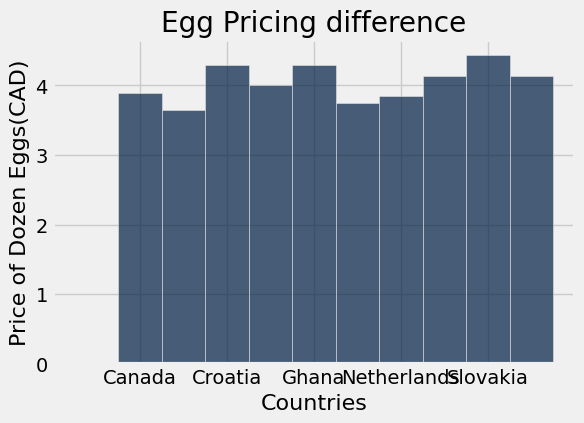 Egg Pricing difference
Price of Dozen Eggs(CAD)
4
3
2
1
0
Canada Croatia Ghana Netherlands Slovakia
Countries